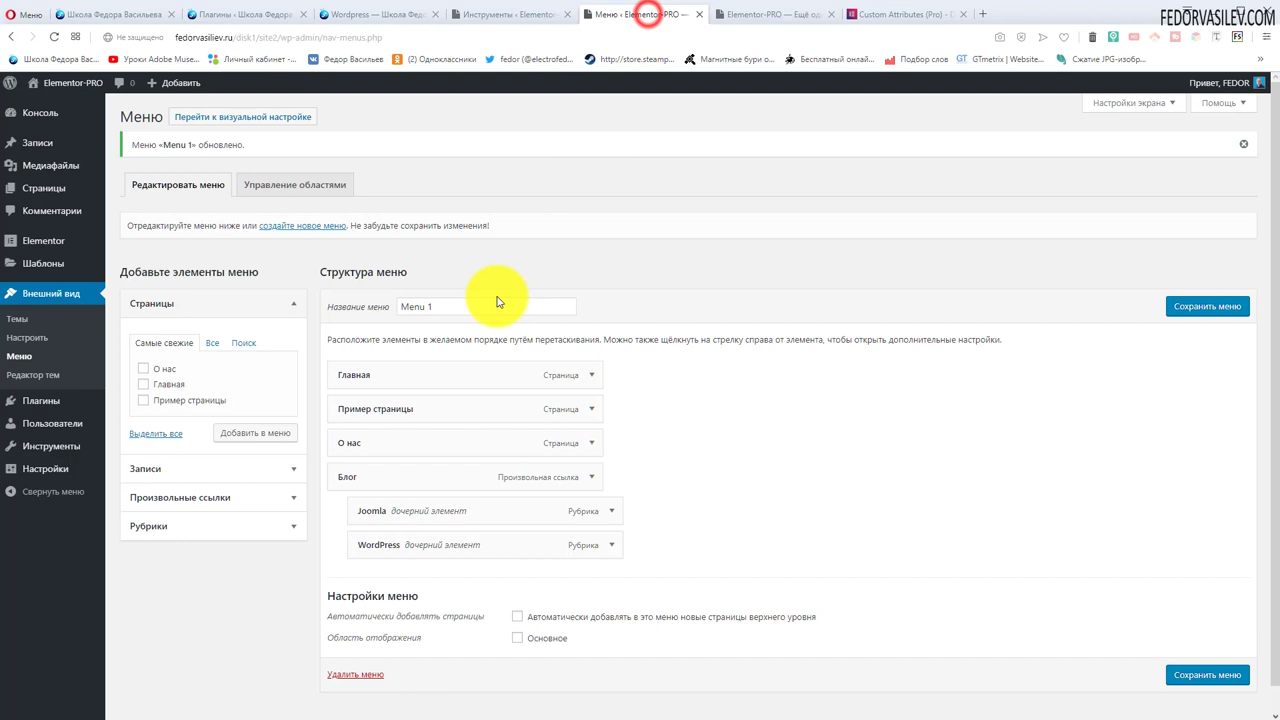 Меню
Школа Федора Васильева
Плагины ‹ Школа Федора
Wordpress — Школа Федо
Инструменты ‹ Elementor
Меню ‹ Elementor-PRO —
Elementor-PRO — Ещё од
Custom Attributes (Pro) - D
FEDORVASILEV.COM
Не защищено
fedorvasiliev.ru/disk1/site2/wp-admin/nav-menus.php
Школа Федора Вас...
Уроки Adobe Muse...
Личный кабинет -...
Федор Васильев
(2) Одноклассники
fedor (@electrofed...
http://store.steamp...
Магнитные бури о...
Бесплатный онлай...
Подбор слов
GTmetrix | Website...
Сжатие JPG-изобр...
Elementor-PRO
0
Добавить
Привет, FEDOR
Консоль
Записи
Медиафайлы
Страницы
Комментарии
Elementor
Шаблоны
Внешний вид
Темы
Настроить
Меню
Редактор тем
Плагины
Пользователи
Инструменты
Настройки
Свернуть меню
Настройки экрана
Помощь
Меню
Перейти к визуальной настройке
Меню «Menu 1» обновлено.
Редактировать меню
Управление областями
Отредактируйте меню ниже или создайте новое меню. Не забудьте сохранить изменения!
Добавьте элементы меню
Страницы
Самые свежие
Все
Поиск
О нас
Главная
Пример страницы
Выделить все
Добавить в меню
Записи
Произвольные ссылки
Рубрики
Структура меню
Название меню
Menu 1
Сохранить меню
Расположите элементы в желаемом порядке путём перетаскивания. Можно также щёлкнуть на стрелку справа от элемента, чтобы открыть дополнительные настройки.
Главная Страница
Пример страницы Страница
О нас Страница
Блог Произвольная ссылка
Joomla дочерний элемент Рубрика
WordPress дочерний элемент Рубрика
Настройки меню
Автоматически добавлять страницы
Автоматически добавлять в это меню новые страницы верхнего уровня
Область отображения
Основное
Удалить меню
Сохранить меню